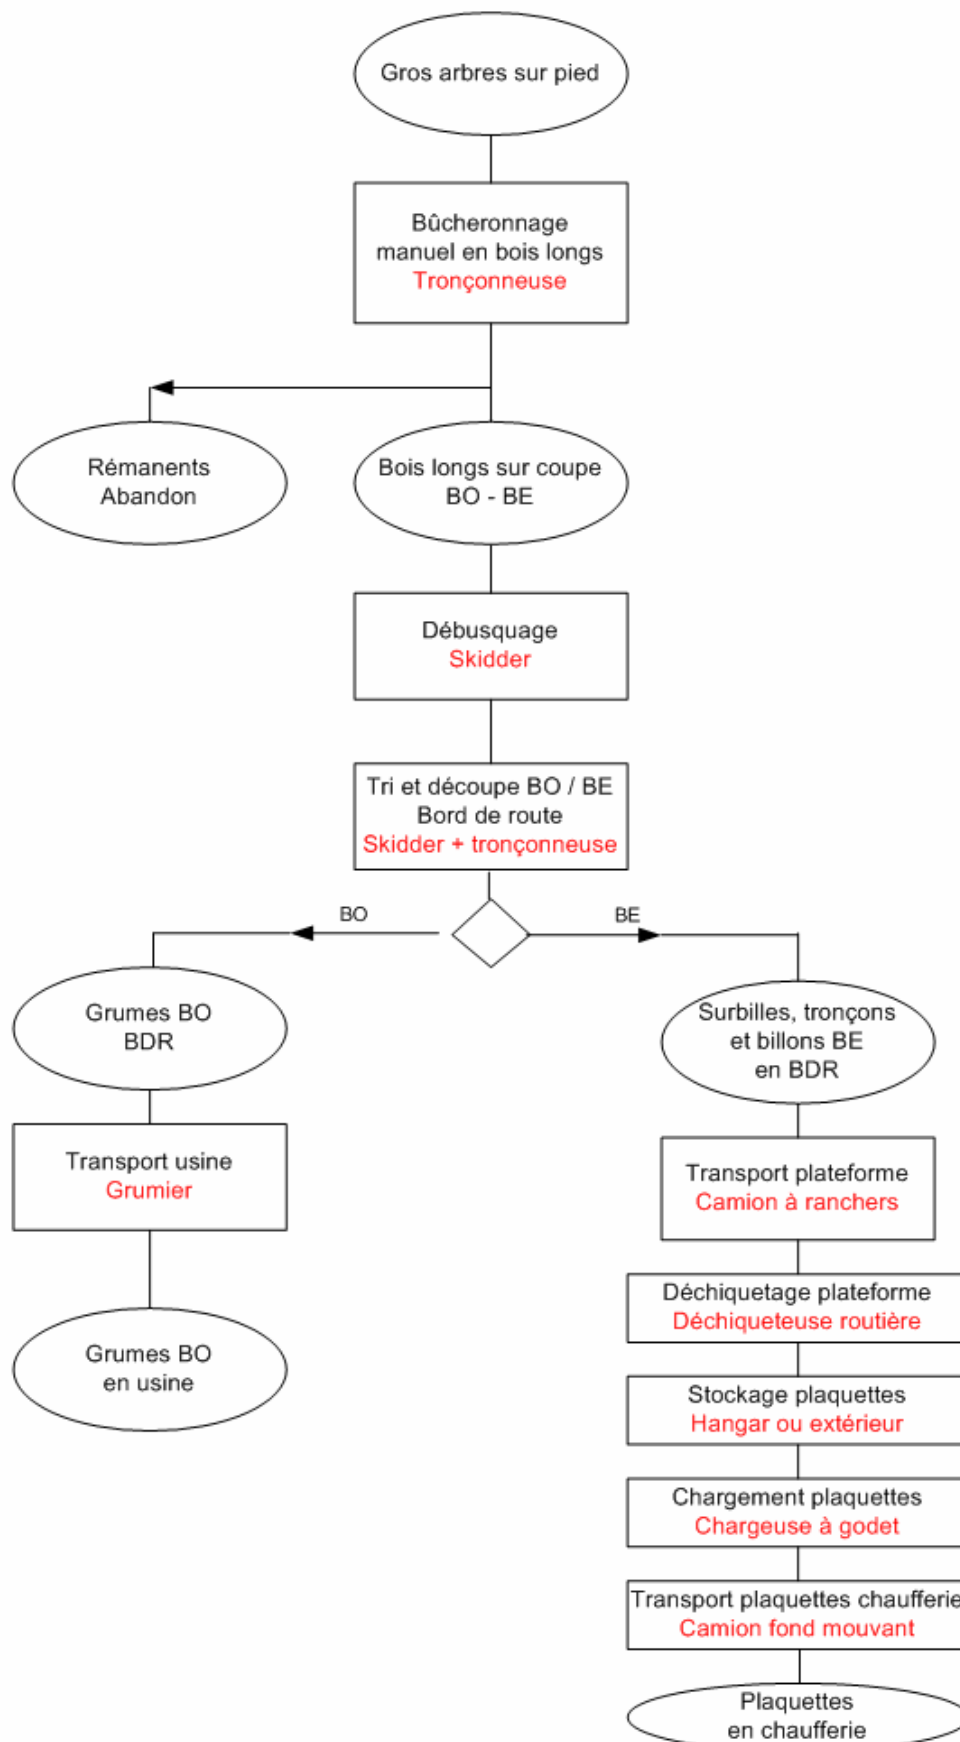 Gros arbres sur pied
Bûcheronnage
manuel en bois longs
Tronçonneuse
Rémanents
Abandon
Bois longs sur coupe
BO - BE
Débusquage
Skidder
Tri et découpe BO / BE
Bord de route
Skidder + tronçonneuse
BO
BE
Grumes BO
BDR
Transport usine
Grumier
Grumes BO
en usine
Surbilles, tronçons
et billons BE
en BDR
Transport plateforme
Camion à ranchers
Déchiquetage plateforme
Déchiqueteuse routière
Stockage plaquettes
Hangar ou extérieur
Chargement plaquettes
Chargeuse à godet
Transport plaquettes chaufferie
Camion fond mouvant
Plaquettes
en chaufferie